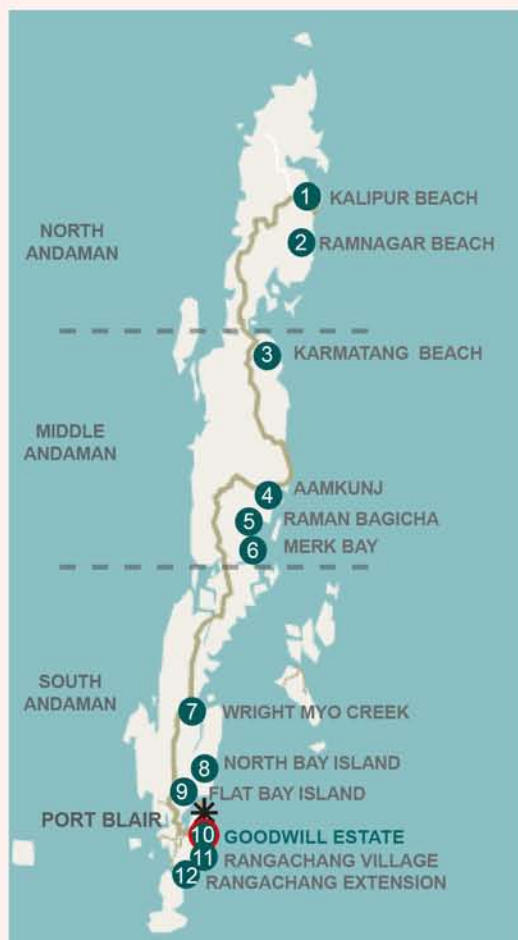 1 KALIPUR BEACH
NORTH
ANDAMAN
2 RAMNAGAR BEACH
3 KARMATANG BEACH
MIDDLE
ANDAMAN
4 AAMKUNJ
5 RAMAN BAGICHA
6 MERK BAY
SOUTH
ANDAMAN
7 WRIGHT MYO CREEK
8 NORTH BAY ISLAND
9 FLAT BAY ISLAND
PORT BLAIR
10 GOODWILL ESTATE
11 RANGACHANG VILLAGE
12 RANGACHANG EXTENSION